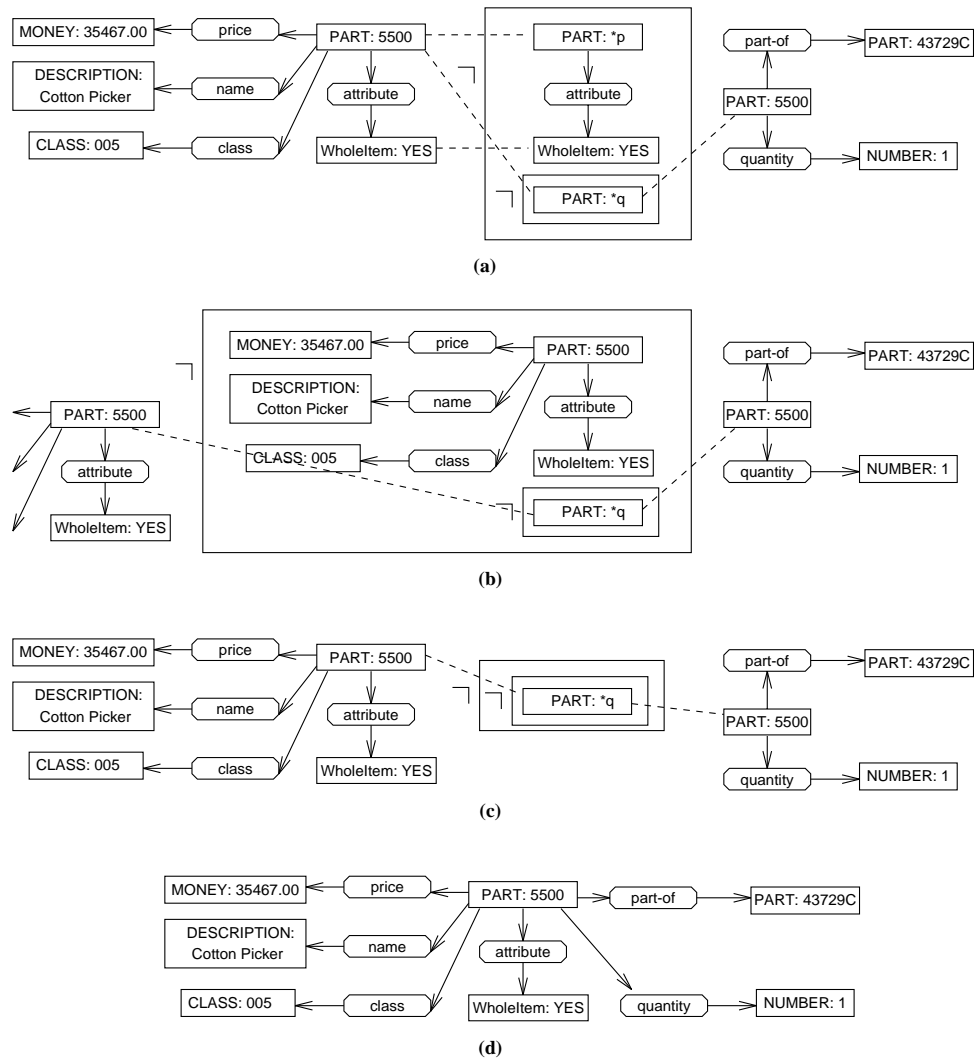 MONEY: 35467.00
price
PART: 5500
PART: *p
part-of
PART: 43729C
DESCRIPTION:
Cotton Picker
name
attribute
attribute
PART: 5500
CLASS: 005
class
WholeItem: YES
WholeItem: YES
quantity
NUMBER: 1
PART: *q
(a)
MONEY: 35467.00
price
PART: 5500
part-of
PART: 43729C
DESCRIPTION:
Cotton Picker
name
attribute
PART: 5500
PART: 5500
attribute
CLASS: 005
class
WholeItem: YES
quantity
NUMBER: 1
WholeItem: YES
PART: *q
(b)
MONEY: 35467.00
price
PART: 5500
part-of
PART: 43729C
DESCRIPTION:
Cotton Picker
name
attribute
PART: *q
PART: 5500
CLASS: 005
class
WholeItem: YES
quantity
NUMBER: 1
(c)
MONEY: 35467.00
price
PART: 5500
part-of
PART: 43729C
DESCRIPTION:
Cotton Picker
name
attribute
CLASS: 005
class
WholeItem: YES
quantity
NUMBER: 1
(d)